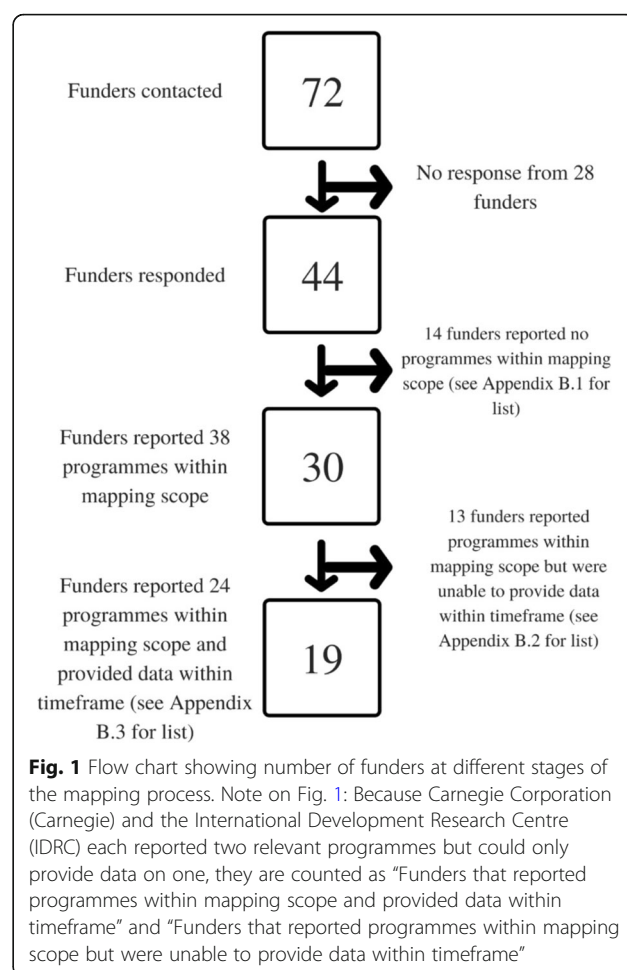 Funders contacted
72
No response from 28
funders
Funders responded
44
14 funders reported no
programmes within mapping
scope (see Appendix B.1 for
list)
Funders reported 38
programmes within
mapping scope
30
13 funders reported
programmes within
mapping scope but were
unable to provide data
within timeframe (see
Appendix B.2 for list)
Funders reported 24
programmes within
mapping scope and
provided data within
timeframe (see Appendix
B.3 for list)
19
Fig. 1 Flow chart showing number of funders at different stages of
the mapping process. Note on Fig. 1: Because Carnegie Corporation
(Carnegie) and the International Development Research Centre
(IDRC) each reported two relevant programmes but could only
provide data on one, they are counted as “Funders that reported
programmes within mapping scope and provided data within
timeframe” and “Funders that reported programmes within mapping
scope but were unable to provide data within timeframe”